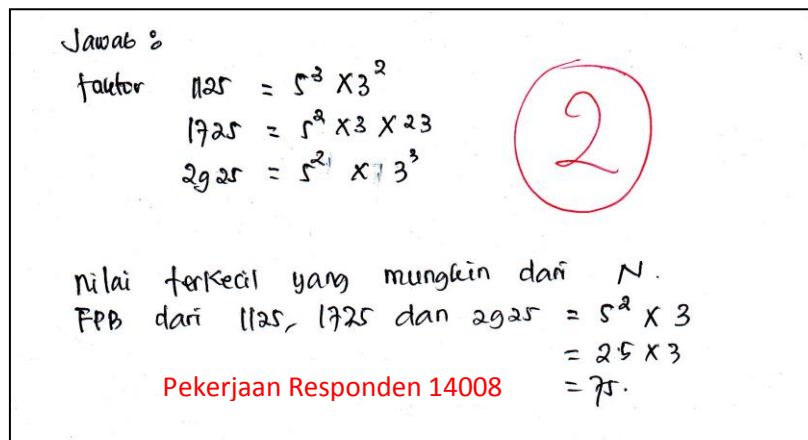 Jawab :
faktor 1125 = 5³ X 3²
1725 = 5² X 3 X 23
2925 = 5² X 3³
2
nilai terkecil yang mungkin dari N.
FPB dari 1125, 1725 dan 2925 = 5² X 3
= 25 X 3
Pekerjaan Responden 14008
= 75.